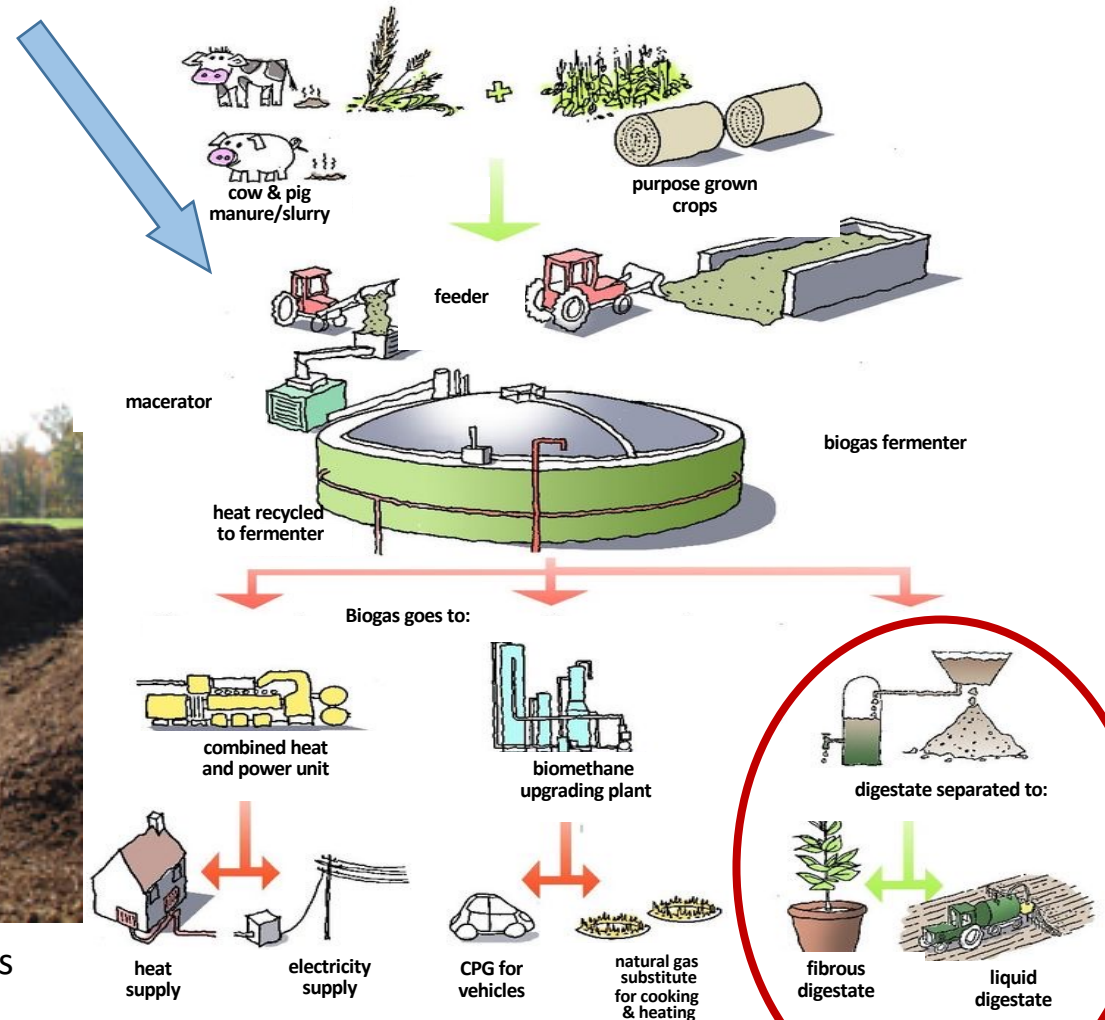 cow & pig
manure/slurry
purpose grown
crops
feeder
macerator
biogas fermenter
heat recycled
to fermenter
Biogas goes to:
combined heat
and power unit
biomethane
upgrading plant
digestate separated to:
heat
supply
electricity
supply
CPG for
vehicles
natural gas
substitute
for cooking
& heating
fibrous
digestate
liquid
digestate
s